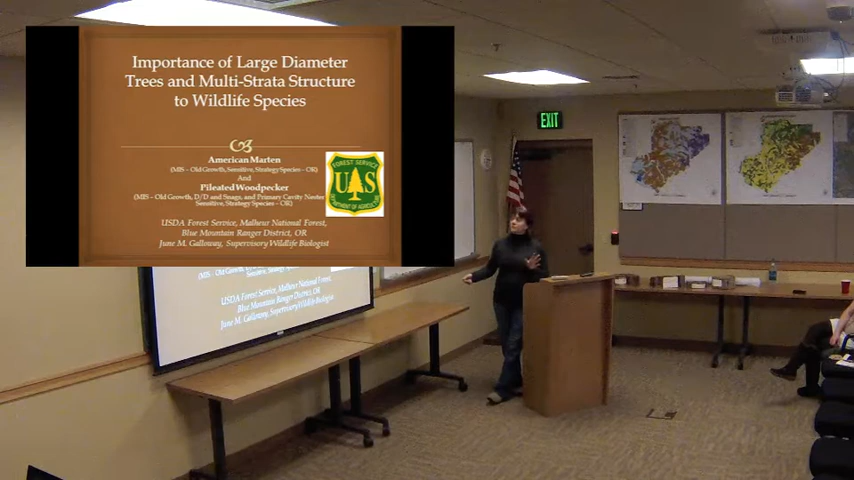 Importance of Large Diameter
Trees and Multi-Strata Structure
to Wildlife Species
American Marten
(MIS – Old Growth, Sensitive, Strategy Species – OR)
And
Pileated Woodpecker
(MIS – Old Growth, D/D and Snags, and Primary Cavity Nester
Sensitive, Strategy Species – OR)
USDA Forest Service, Malheur National Forest,
Blue Mountain Ranger District, OR
June M. Galloway, Supervisory Wildlife Biologist
FOREST SERVICE
U S
DEPARTMENT OF AGRICULTURE
EXIT
USDA Forest Service, Malheur National Forest,
Blue Mountain Ranger District, OR
June M. Galloway, Supervisory Wildlife Biologist